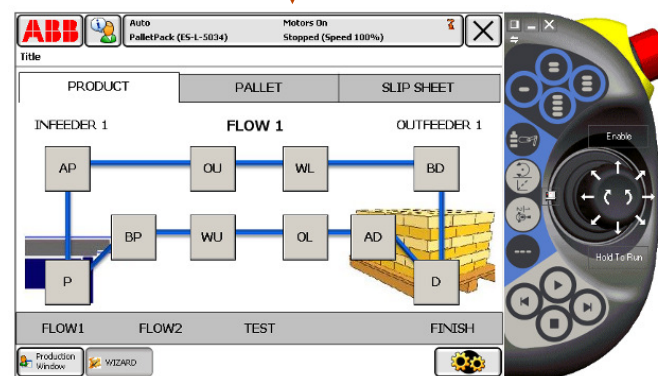 ABB
Auto
PalletPack (ES-L-5034)
Motors On
Stopped (Speed 100%)
Title
PRODUCT
PALLET
SLIP SHEET
INFEEDER 1
FLOW 1
OUTFEEDER 1
AP
OU
WL
BD
BP
WU
OL
AD
P
D
FLOW1
FLOW2
TEST
FINISH
Production
Window
WIZARD
Enable
Hold To Run